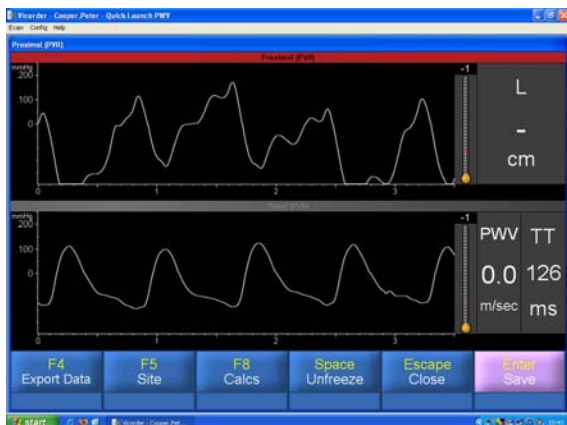 Vicorder - Cooper,Peter - Quick Launch PWV
Exam Config Help
Proximal (PVR)
Proximal (PVR)
mmHg
200
100
0
0 1 2 3
-1
L
-
cm
mmHg
200
100
0
0 1 2 3
-1
PWV TT
0.0 126
m/sec ms
F4 F5 F8 Space Escape Enter
Export Data Site Calcs Unfreeze Close Save
start